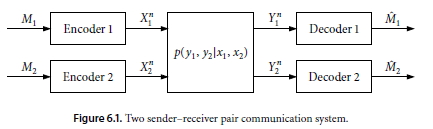 M₁ Encoder 1 X₁ⁿ p(y₁, y₂|x₁, x₂) Y₁ⁿ Decoder 1 M̂₁
M₂ Encoder 2 X₂ⁿ Y₂ⁿ Decoder 2 M̂₂
Figure 6.1. Two sender–receiver pair communication system.